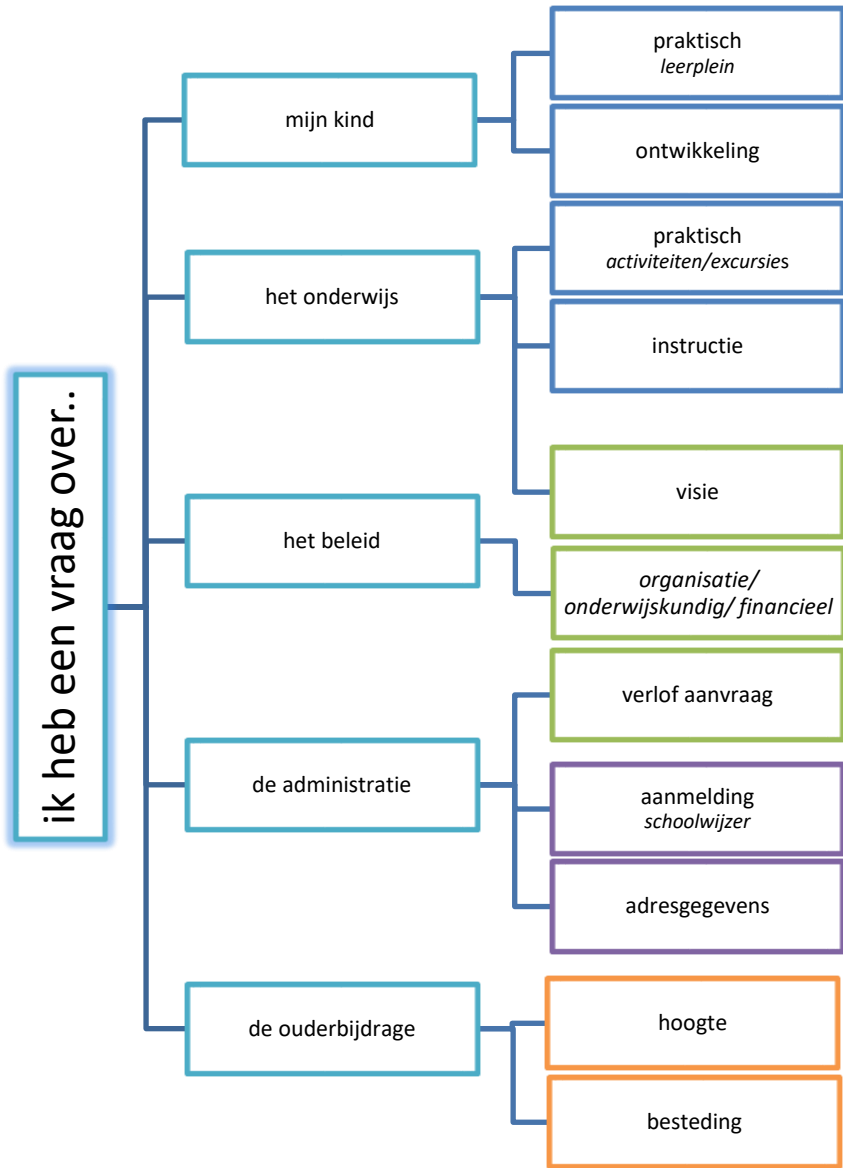 ik heb een vraag over..
mijn kind
praktisch
leerplein
ontwikkeling
het onderwijs
praktisch
activiteiten/excursies
instructie
visie
het beleid
organisatie/
onderwijskundig/ financieel
de administratie
verlof aanvraag
aanmelding
schoolwijzer
adresgegevens
de ouderbijdrage
hoogte
besteding